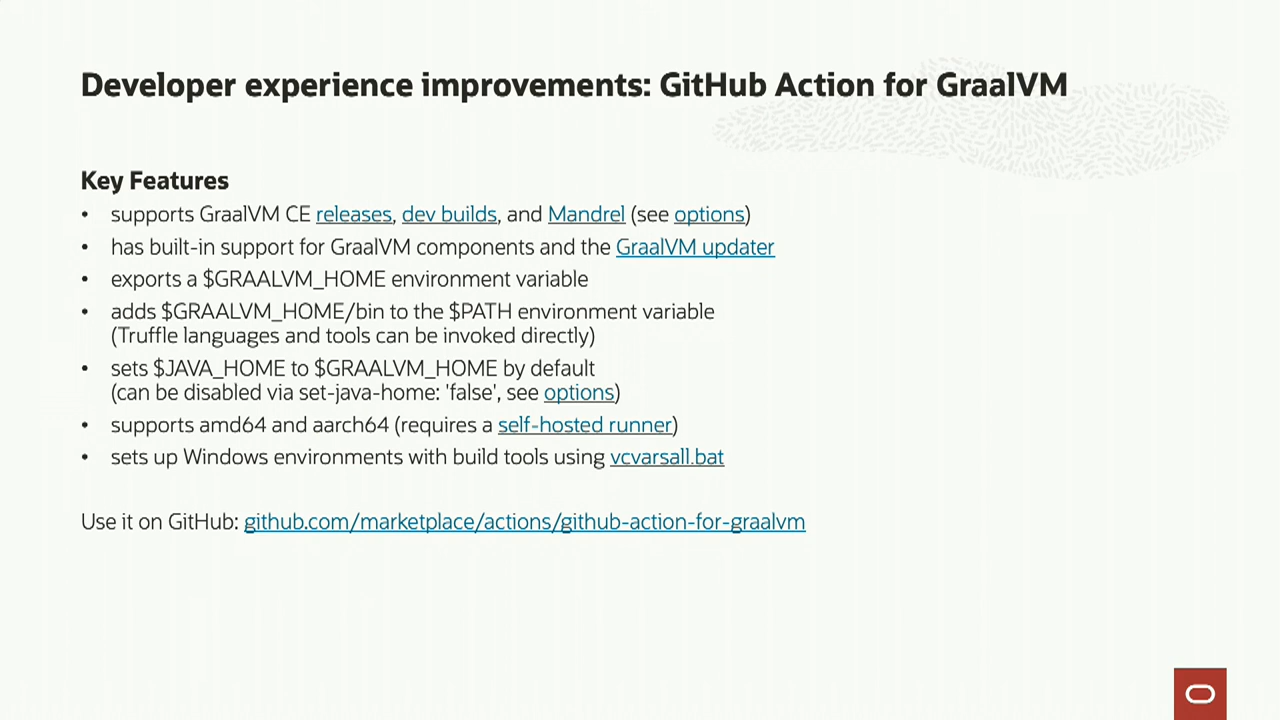 Developer experience improvements: GitHub Action for GraalVM
Key Features
• supports GraalVM CE releases, dev builds, and Mandrel (see options)
• has built-in support for GraalVM components and the GraalVM updater
• exports a $GRAALVM_HOME environment variable
• adds $GRAALVM_HOME/bin to the $PATH environment variable
(Truffle languages and tools can be invoked directly)
• sets $JAVA_HOME to $GRAALVM_HOME by default
(can be disabled via set-java-home: 'false', see options)
• supports amd64 and aarch64 (requires a self-hosted runner)
• sets up Windows environments with build tools using vcvarsall.bat
Use it on GitHub: github.com/marketplace/actions/github-action-for-graalvm